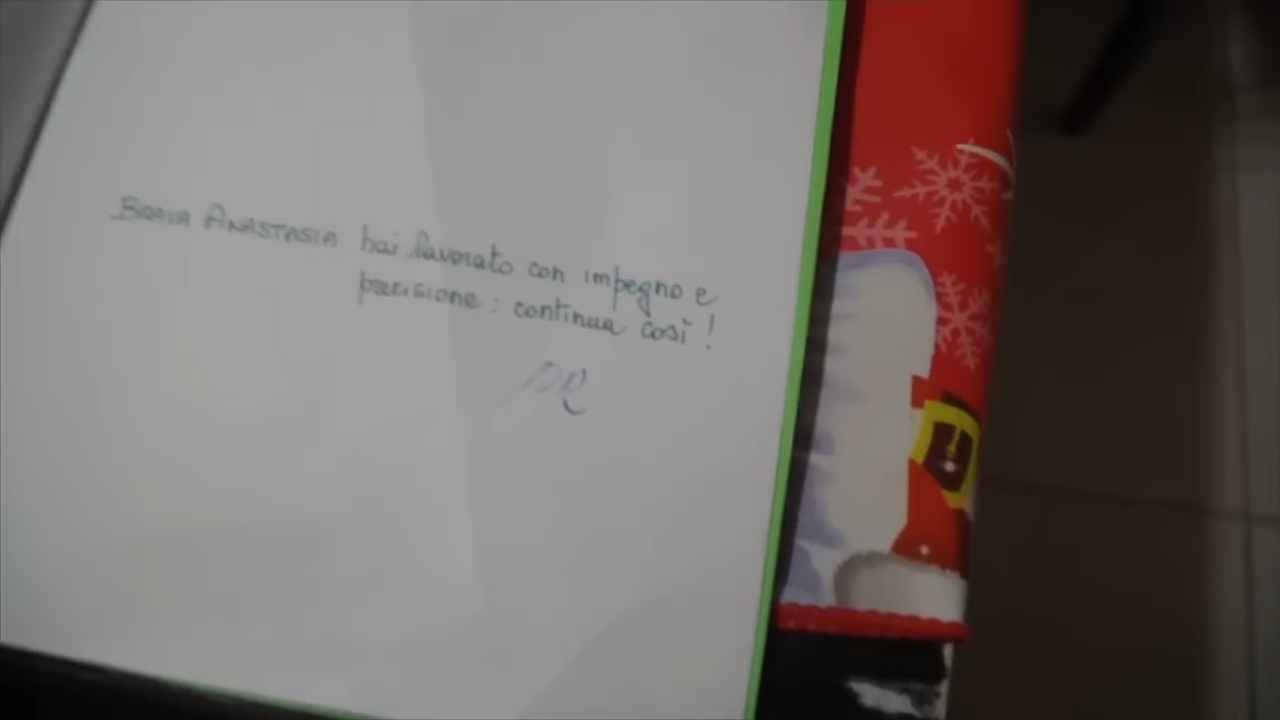 BRAVA ANASTASIA hai lavorato con impegno e
precisione: continua così!